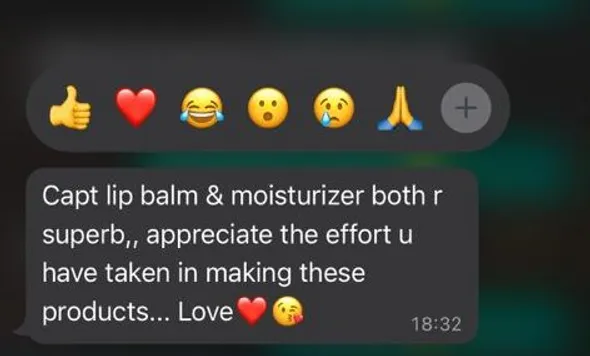 Capt lip balm & moisturizer both r
superb,, appreciate the effort u
have taken in making these
products... Love❤️😘
18:32